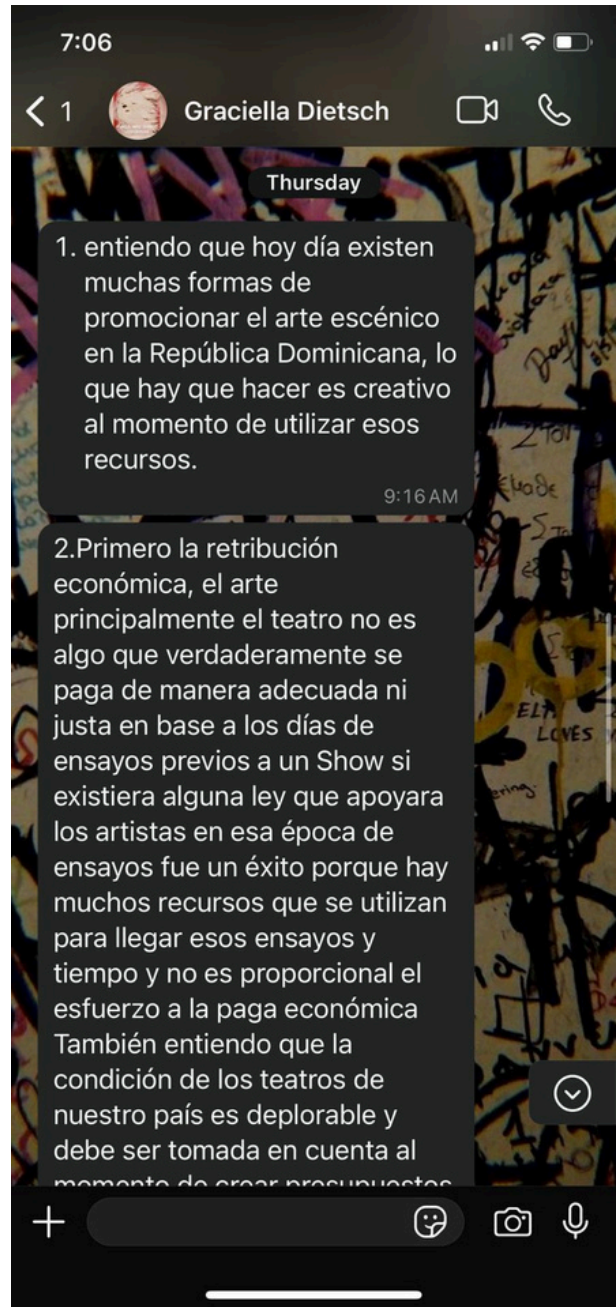 7:06
1
Graciella Dietsch
Thursday
1. entiendo que hoy día existen
muchas formas de
promocionar el arte escénico
en la República Dominicana, lo
que hay que hacer es creativo
al momento de utilizar esos
recursos.
9:16 AM
2.Primero la retribución
económica, el arte
principalmente el teatro no es
algo que verdaderamente se
paga de manera adecuada ni
justa en base a los días de
ensayos previos a un Show si
existiera alguna ley que apoyara
los artistas en esa época de
ensayos fue un éxito porque hay
muchos recursos que se utilizan
para llegar esos ensayos y
tiempo y no es proporcional el
esfuerzo a la paga económica
También entiendo que la
condición de los teatros de
nuestro país es deplorable y
debe ser tomada en cuenta al
momento de crear presupuestos
LOVES